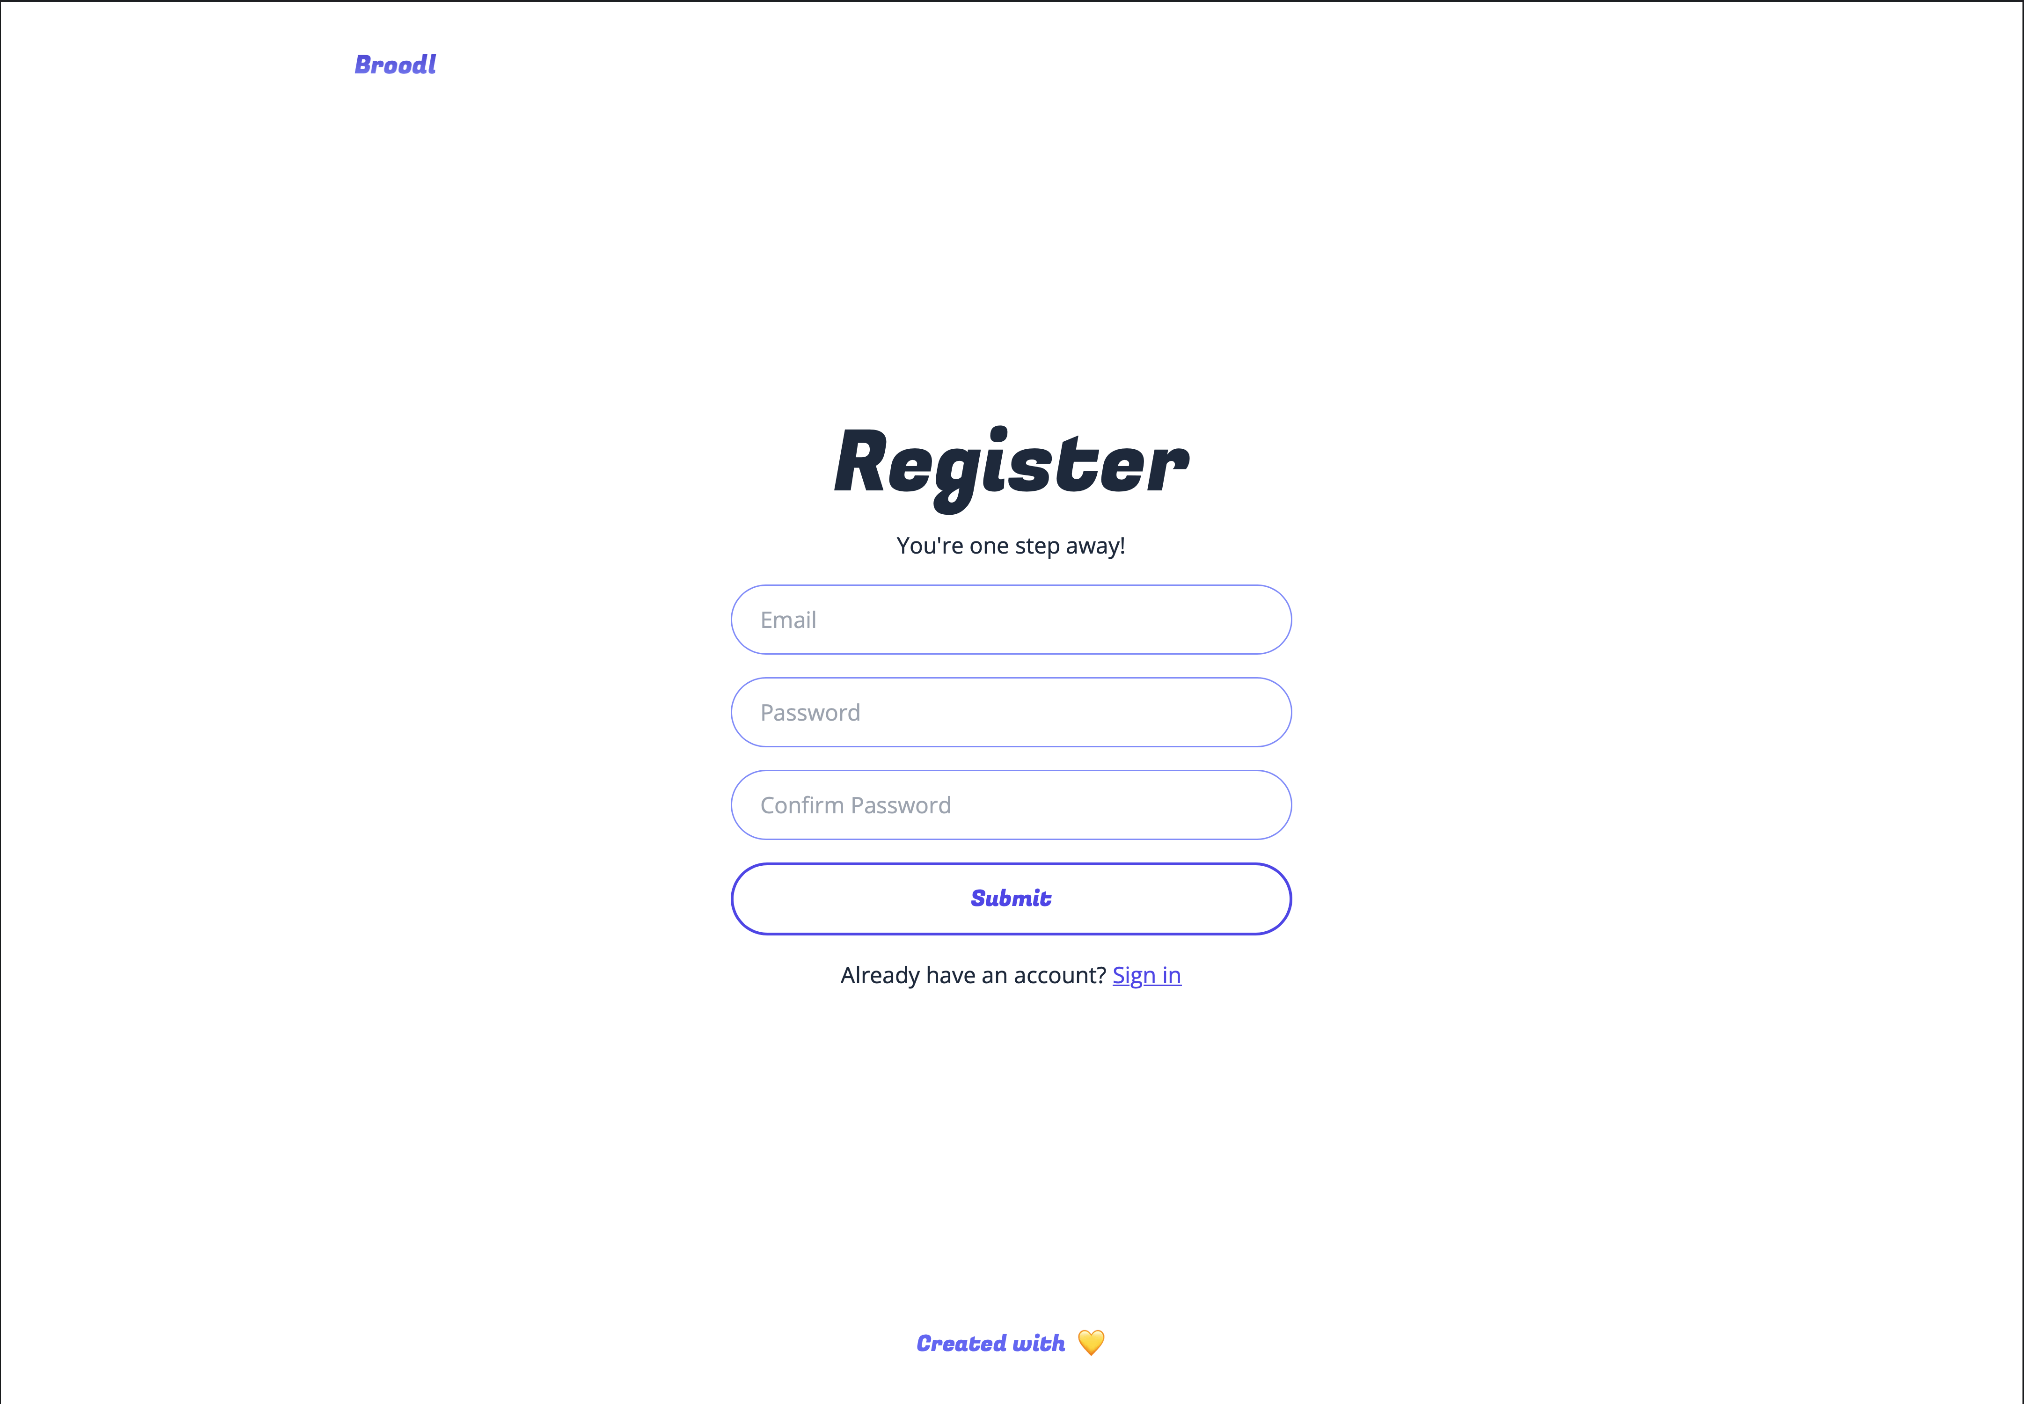 Broodl
Register
You're one step away!
Email
Password
Confirm Password
Submit
Already have an account? Sign in
Created with 💛